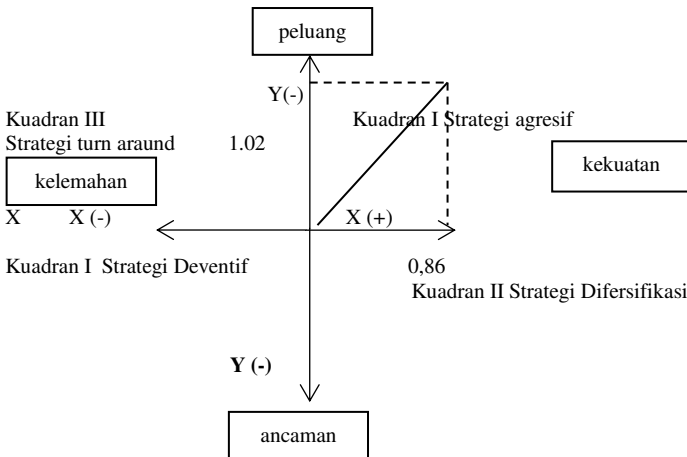 peluang
Y(-)
Kuadran III
Kuadran I Strategi agresif
Strategi turn araund
1.02
kelemahan
kekuatan
X
X (-)
X (+)
Kuadran I Strategi Deventif
0,86
Kuadran II Strategi Difersifikasi
Y (-)
ancaman